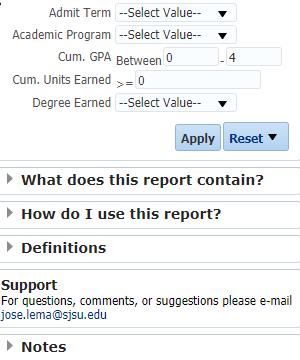 Admit Term --Select Value--
Academic Program --Select Value--
Cum. GPA Between 0 - 4
Cum. Units Earned >= 0
Degree Earned --Select Value--
Apply Reset
What does this report contain?
How do I use this report?
Definitions
Support
For questions, comments, or suggestions please e-mail
jose.lema@sjsu.edu
Notes